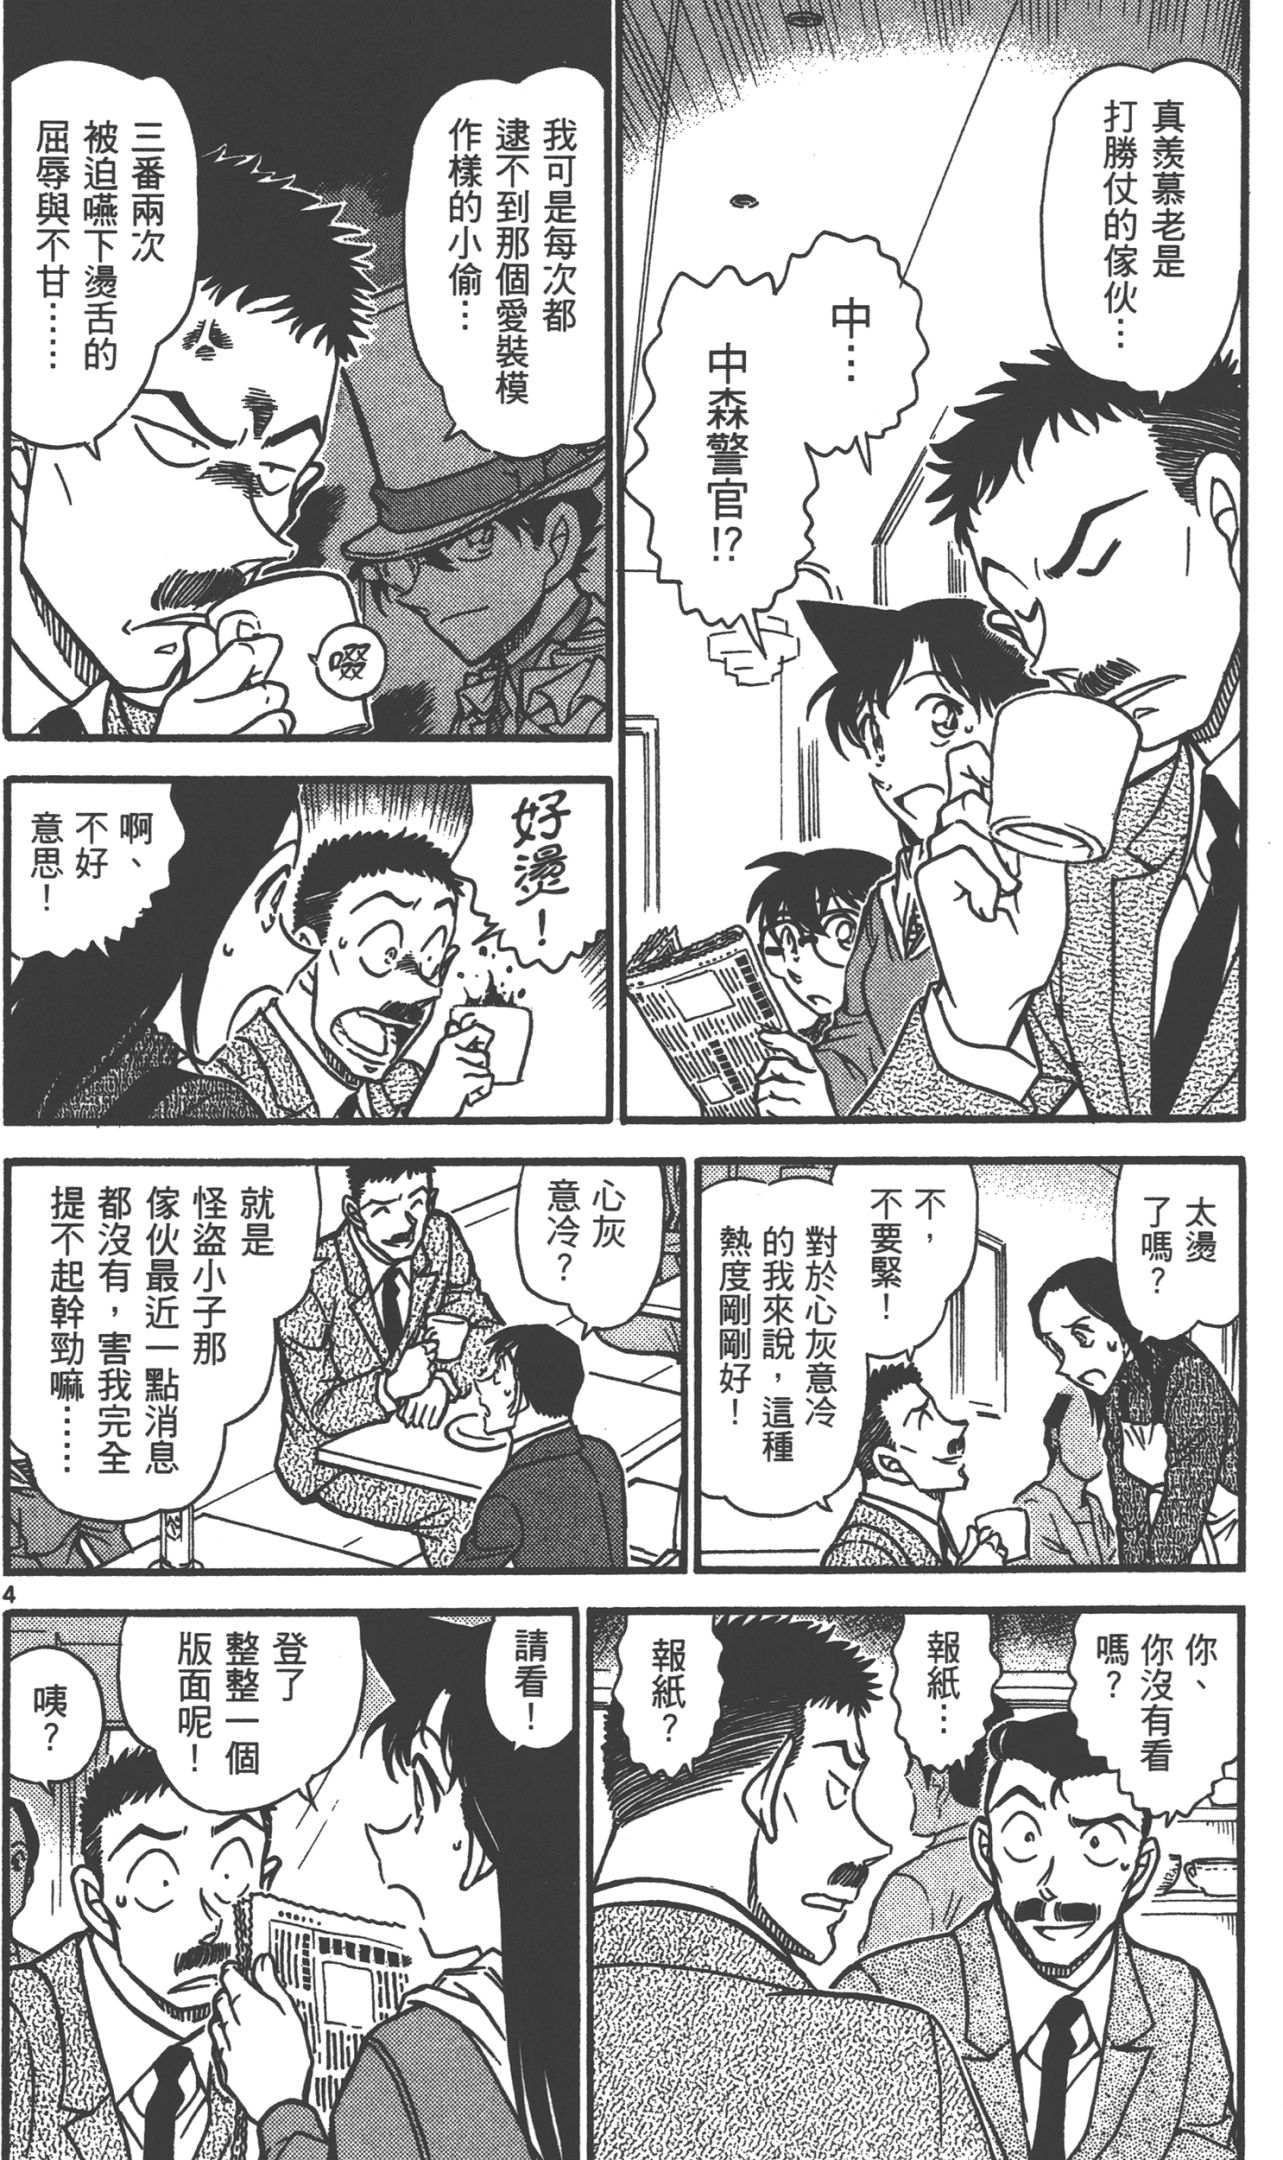 真羨慕老是
打勝仗的傢伙…
中…
中森警官!?
我可是每次都
逮不到那個愛裝模
作樣的小偷…
三番兩次
被迫嚥下燙舌的
屈辱與不甘……
啜
好燙!
啊、
不好
意思!
太燙
了嗎?
不,
不要緊!
對於心灰意冷
的我來說,這種
熱度剛剛好!
心灰
意冷?
就是
怪盜小子那
傢伙最近一點消息
都沒有,害我完全
提不起幹勁嘛……
4
你、
你沒有看
嗎?
報紙…
報紙?
請看!
登了
整整一個
版面呢!
咦?